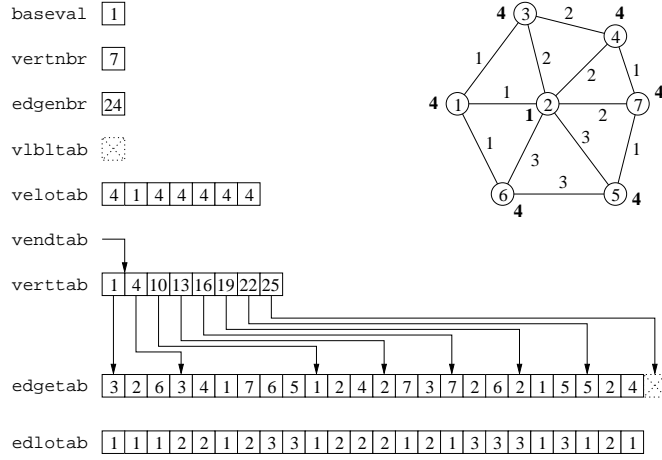 baseval 1
vertnbr 7
edgenbr 24
vlbltab
velotab 4 1 4 4 4 4 4
vendtab
verttab 1 4 10 13 16 19 22 25
edgetab 3 2 6 3 4 1 7 6 5 1 2 4 2 7 3 7 2 6 2 1 5 5 2 4
edlotab 1 1 1 2 2 1 2 3 3 1 2 2 2 1 2 1 3 3 3 1 3 1 2 1
4 3 2 4
4
1 2 1
2
1 4
4 1 2 7
1 2
3
1 3 1
3
6 5
4 4